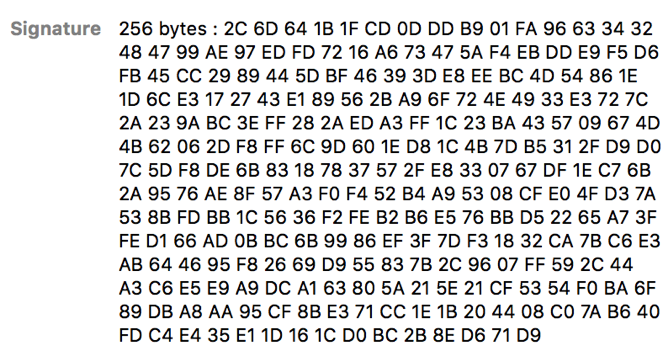 Signature 256 bytes : 2C 6D 64 1B 1F CD 0D DD B9 01 FA 96 63 34 32
48 47 99 AE 97 ED FD 72 16 A6 73 47 5A F4 EB DD E9 F5 D6
FB 45 CC 29 89 44 5D BF 46 39 3D E8 EE BC 4D 54 86 1E
1D 6C E3 17 27 43 E1 89 56 2B A9 6F 72 4E 49 33 E3 72 7C
2A 23 9A BC 3E FF 28 2A ED A3 FF 1C 23 BA 43 57 09 67 4D
4B 62 06 2D F8 FF 6C 9D 60 1E D8 1C 4B 7D B5 31 2F D9 D0
7C 5D F8 DE 6B 83 18 78 37 57 2F E8 33 07 67 DF 1E C7 6B
2A 95 76 AE 8F 57 A3 F0 F4 52 B4 A9 53 08 CF E0 4F D3 7A
53 8B FD BB 1C 56 36 F2 FE B2 B6 E5 76 BB D5 22 65 A7 3F
FE D1 66 AD 0B BC 6B 99 86 EF 3F 7D F3 18 32 CA 7B C6 E3
AB 64 46 95 F8 26 69 D9 55 83 7B 2C 96 07 FF 59 2C 44
A3 C6 E5 E9 A9 DC A1 63 80 5A 21 5E 21 CF 53 54 F0 BA 6F
89 DB A8 AA 95 CF 8B E3 71 CC 1E 1B 20 44 08 C0 7A B6 40
FD C4 E4 35 E1 1D 16 1C D0 BC 2B 8E D6 71 D9